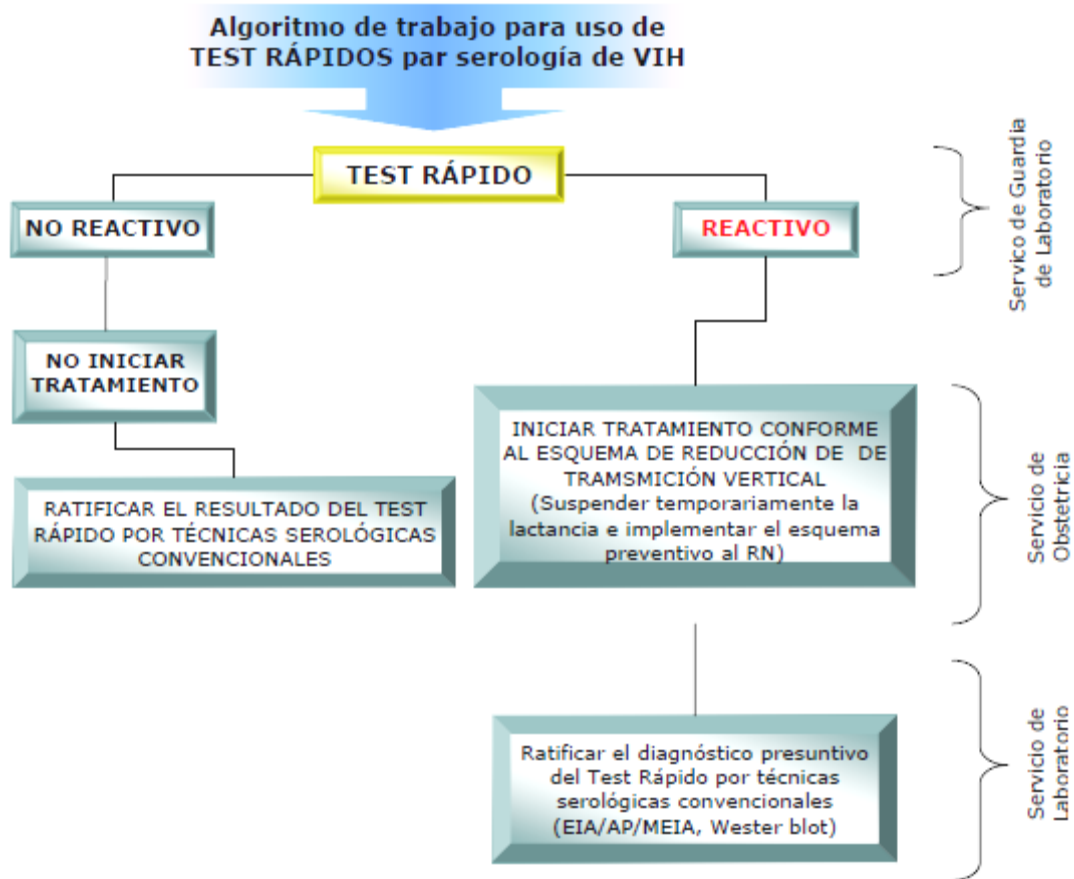 Algoritmo de trabajo para uso de
TEST RÁPIDOS par serología de VIH
TEST RÁPIDO
NO REACTIVO
REACTIVO
Servico de Guardia
de Laboratorio
NO INICIAR
TRATAMIENTO
RATIFICAR EL RESULTADO DEL TEST
RÁPIDO POR TÉCNICAS SEROLÓGICAS
CONVENCIONALES
INICIAR TRATAMIENTO CONFORME
AL ESQUEMA DE REDUCCIÓN DE DE
TRAMSMICIÓN VERTICAL
(Suspender temporariamente la
lactancia e implementar el esquema
preventivo al RN)
Servicio de
Obstetricia
Ratificar el diagnóstico presuntivo
del Test Rápido por técnicas
serológicas convencionales
(EIA/AP/MEIA, Wester blot)
Servicio de
Laboratorio